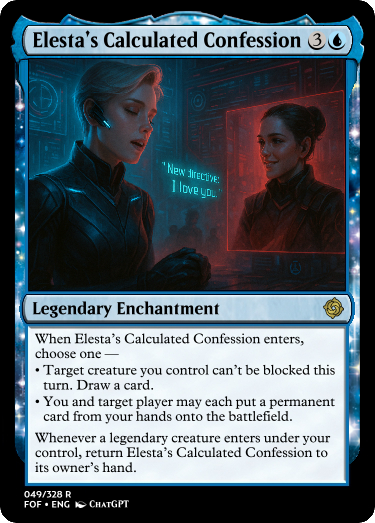 Elesta's Calculated Confession 3
"New directive:
I love you."
Legendary Enchantment
When Elesta's Calculated Confession enters,
choose one —
• Target creature you control can't be blocked this
turn. Draw a card.
• You and target player may each put a permanent
card from your hands onto the battlefield.
Whenever a legendary creature enters under your
control, return Elesta's Calculated Confession to
its owner's hand.
049/328 R
FOF • ENG ChatGPT